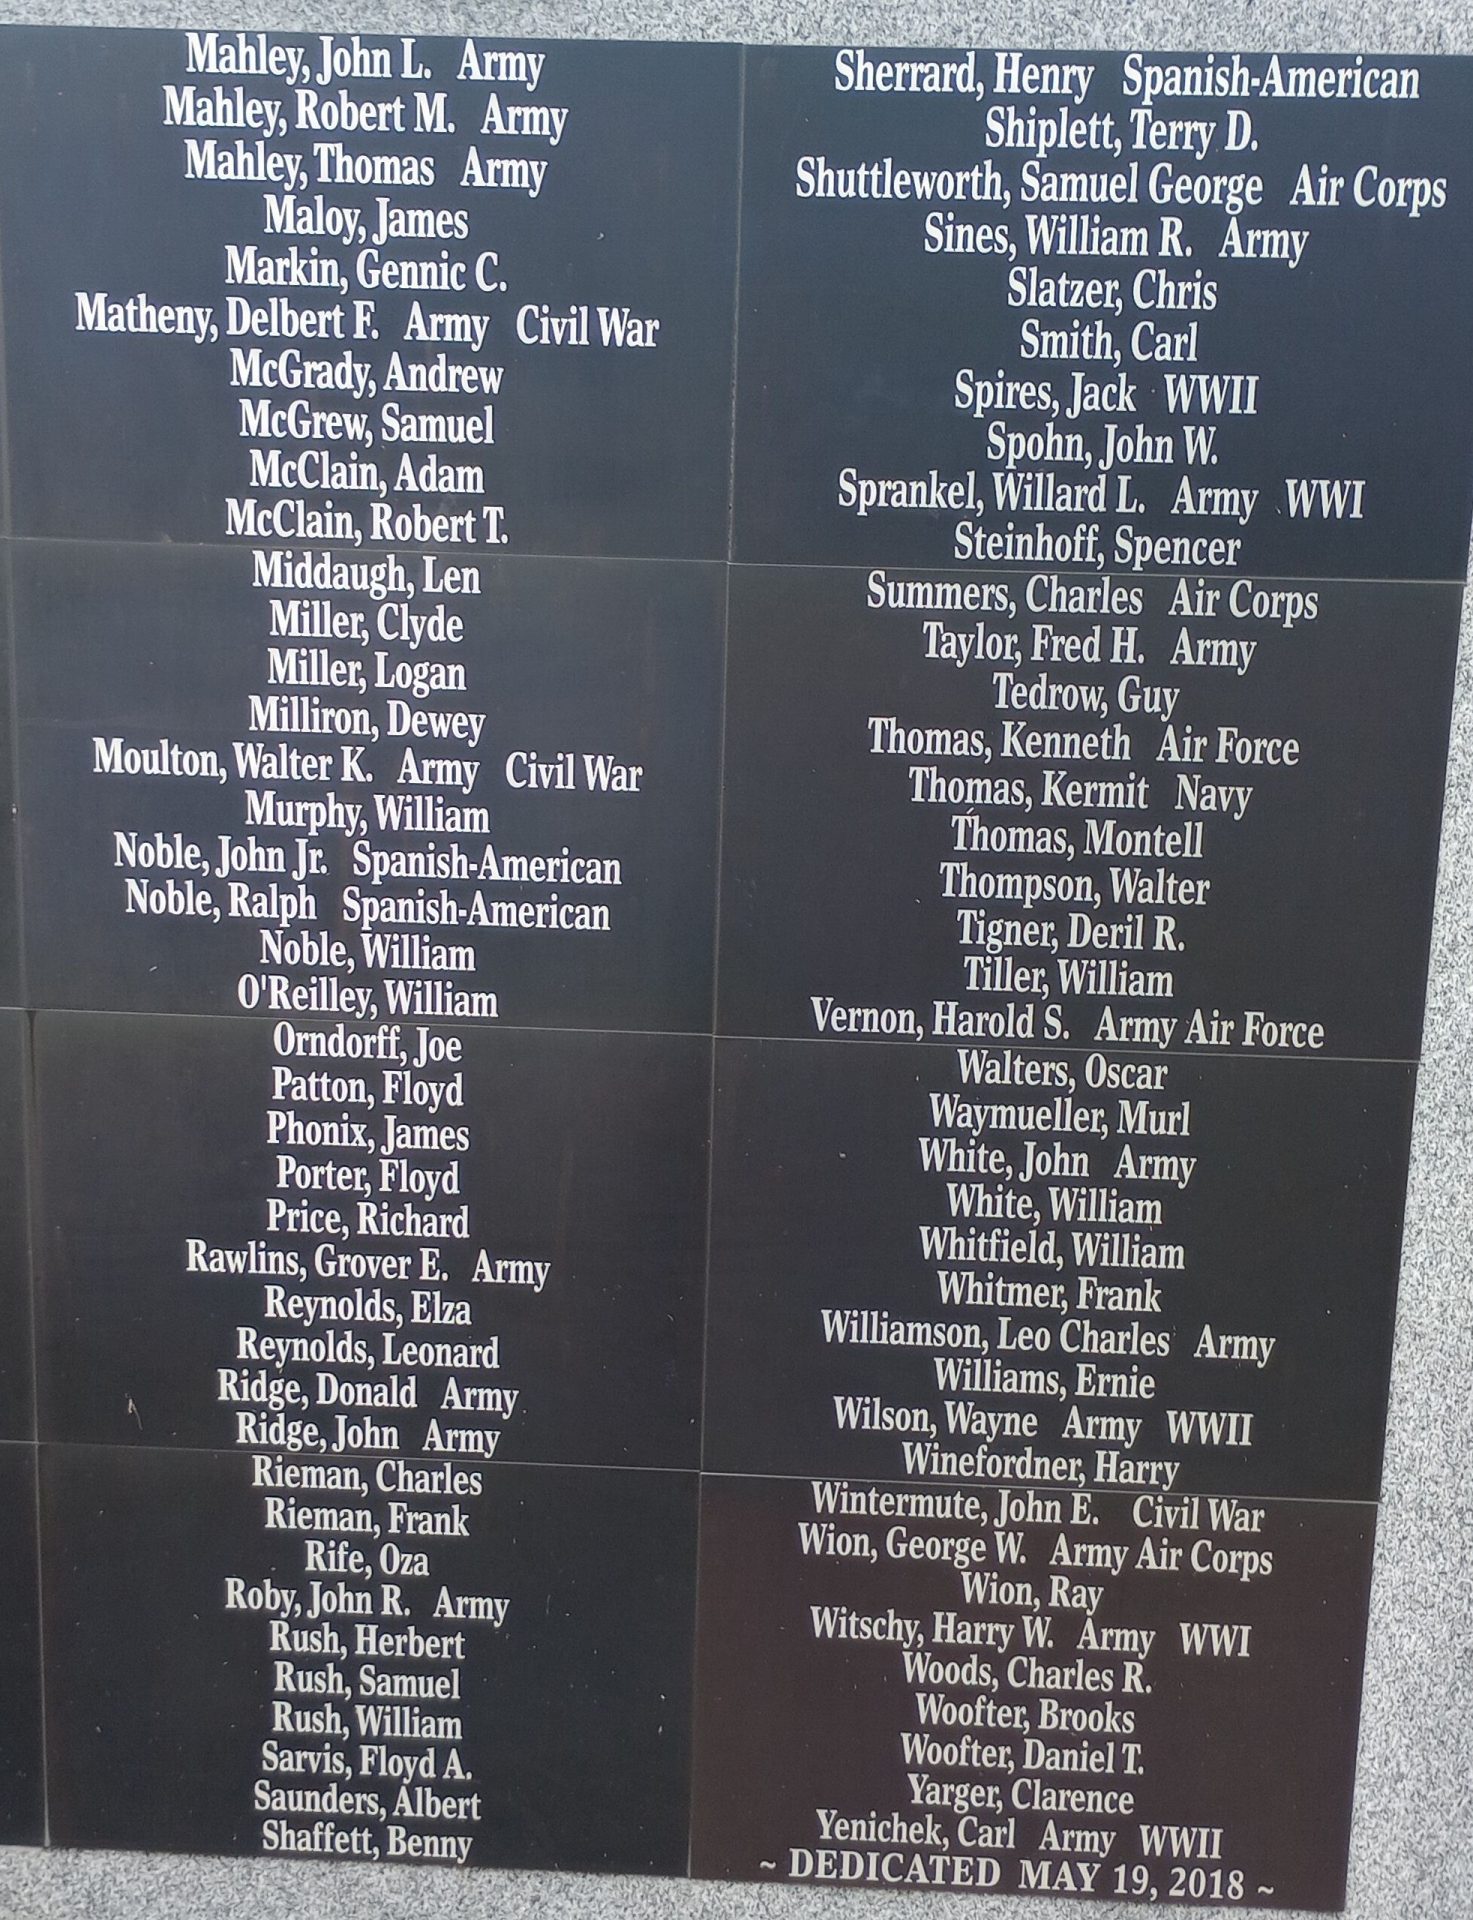 Mahley, John L. Army
Mahley, Robert M. Army
Mahley, Thomas Army
Maloy, James
Markin, Gennic C.
Matheny, Delbert F. Army Civil War
McGrady, Andrew
McGrew, Samuel
McClain, Adam
McClain, Robert T.
Middaugh, Len
Miller, Clyde
Miller, Logan
Milliron, Dewey
Moulton, Walter K. Army Civil War
Murphy, William
Noble, John Jr. Spanish-American
Noble, Ralph Spanish-American
Noble, William
O'Reilley, William
Orndorff, Joe
Patton, Floyd
Phonix, James
Porter, Floyd
Price, Richard
Rawlins, Grover E. Army
Reynolds, Elza
Reynolds, Leonard
Ridge, Donald Army
Ridge, John Army
Rieman, Charles
Rieman, Frank
Rife, Oza
Roby, John R. Army
Rush, Herbert
Rush, Samuel
Rush, William
Sarvis, Floyd A.
Saunders, Albert
Shaffett, Benny
Sherrard, Henry Spanish-American
Shiplett, Terry D.
Shuttleworth, Samuel George Air Corps
Sines, William R. Army
Slatzer, Chris
Smith, Carl
Spires, Jack WWII
Spohn, John W.
Sprankel, Willard L. Army WWI
Steinhoff, Spencer
Summers, Charles Air Corps
Taylor, Fred H. Army
Tedrow, Guy
Thomas, Kenneth Air Force
Thomas, Kermit Navy
Thomas, Montell
Thompson, Walter
Tigner, Deril R.
Tiller, William
Vernon, Harold S. Army Air Force
Walters, Oscar
Waymueller, Murl
White, John Army
White, William
Whitfield, William
Whitmer, Frank
Williamson, Leo Charles Army
Williams, Ernie
Wilson, Wayne Army WWII
Winefordner, Harry
Wintermute, John E. Civil War
Wion, George W. Army Air Corps
Wion, Ray
Witschy, Harry W. Army WWI
Woods, Charles R.
Woofter, Brooks
Woofter, Daniel T.
Yarger, Clarence
Yenichek, Carl Army WWII
~ DEDICATED MAY 19, 2018 ~